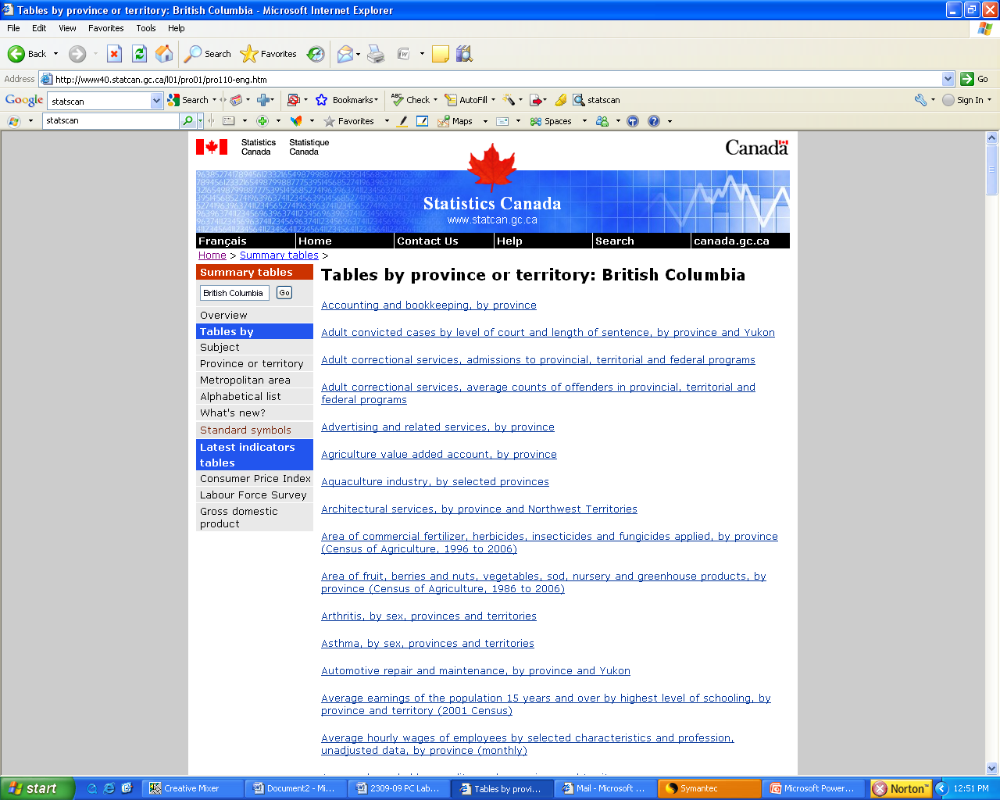 Tables by province or territory: British Columbia - Microsoft Internet Explorer
File Edit View Favorites Tools Help
Back Search Favorites
Address http://www40.statcan.gc.ca/l01/pro01/pro110-eng.htm Go
Google statscan Search Bookmarks ABC Check AutoFill statscan Sign In
statscan Favorites Maps Spaces
Statistics Canada Statistique Canada Canada
Statistics Canada
www.statcan.gc.ca
Français Home Contact Us Help Search canada.gc.ca
Home > Summary tables >
Summary tables
British Columbia Go
Overview
Tables by
Subject
Province or territory
Metropolitan area
Alphabetical list
What's new?
Standard symbols
Latest indicators
tables
Consumer Price Index
Labour Force Survey
Gross domestic
product
Tables by province or territory: British Columbia
Accounting and bookkeeping, by province
Adult convicted cases by level of court and length of sentence, by province and Yukon
Adult correctional services, admissions to provincial, territorial and federal programs
Adult correctional services, average counts of offenders in provincial, territorial and
federal programs
Advertising and related services, by province
Agriculture value added account, by province
Aquaculture industry, by selected provinces
Architectural services, by province and Northwest Territories
Area of commercial fertilizer, herbicides, insecticides and fungicides applied, by province
(Census of Agriculture, 1996 to 2006)
Area of fruit, berries and nuts, vegetables, sod, nursery and greenhouse products, by
province (Census of Agriculture, 1986 to 2006)
Arthritis, by sex, provinces and territories
Asthma, by sex, provinces and territories
Automotive repair and maintenance, by province and Yukon
Average earnings of the population 15 years and over by highest level of schooling, by
province and territory (2001 Census)
Average hourly wages of employees by selected characteristics and profession,
unadjusted data, by province (monthly)
start Creative Mixer Document2 - Mi... 2309-09 PC Lab... Tables by provi... Mail - Microsoft ... Symantec Microsoft Power... Norton™ 12:51 PM